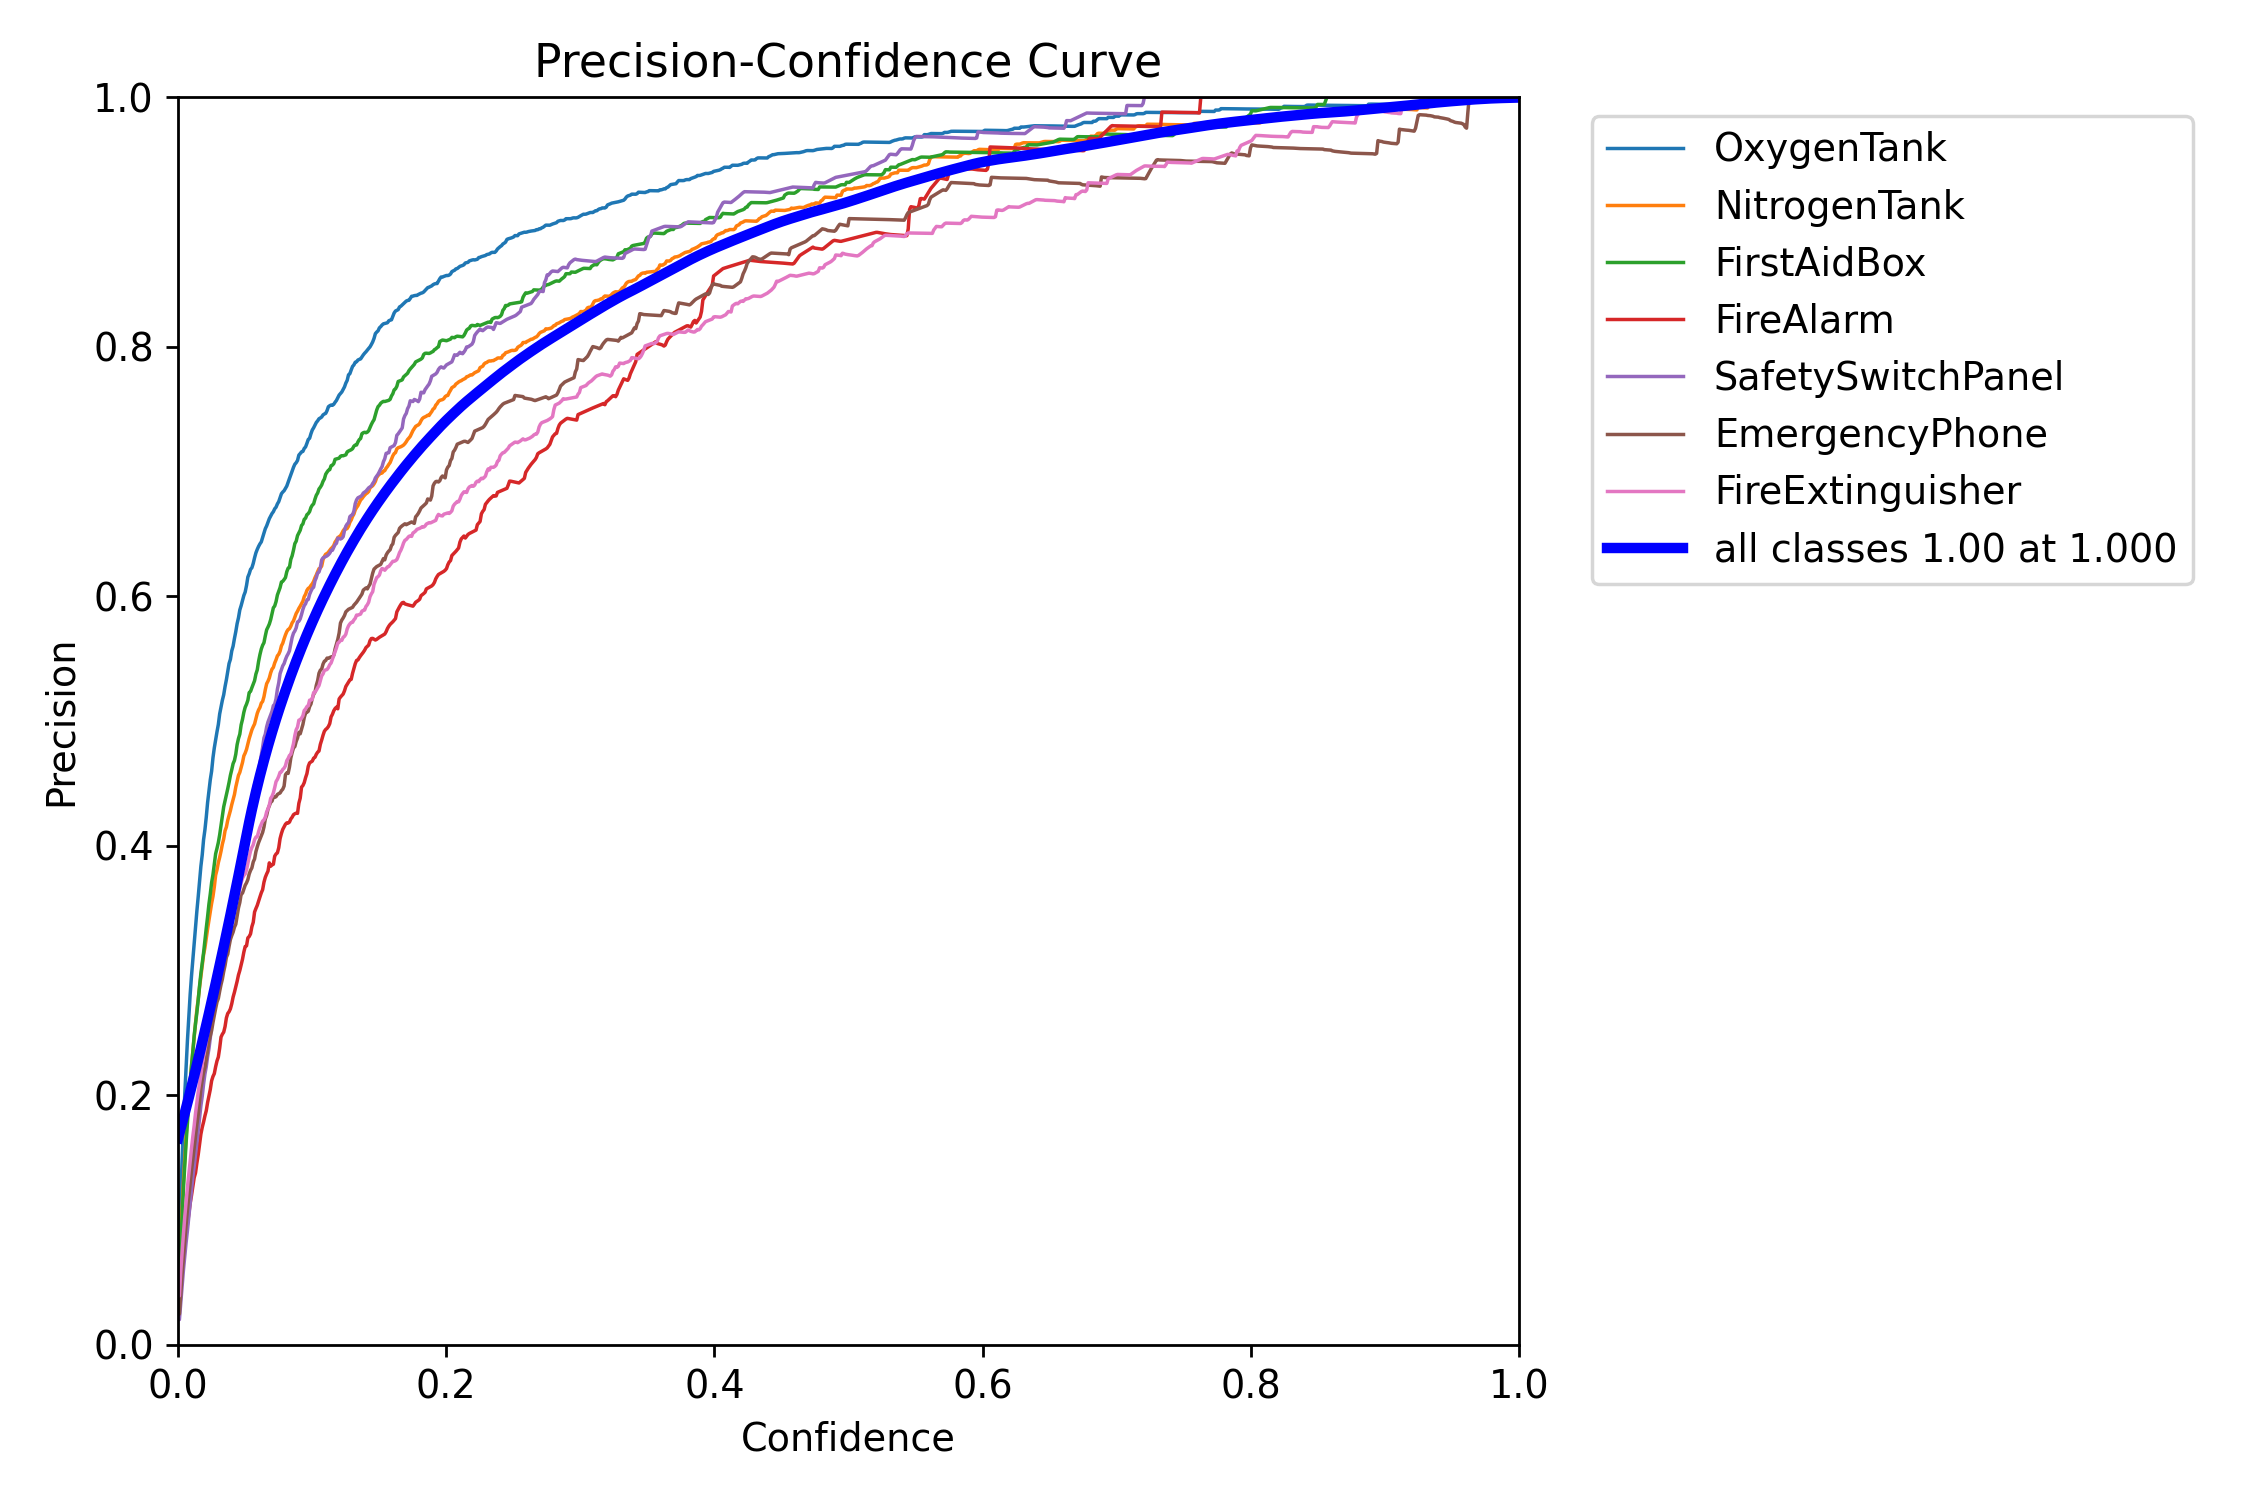 Precision-Confidence Curve
1.0
0.8
0.6
0.4
0.2
0.0
Precision
0.0 0.2 0.4 0.6 0.8 1.0
Confidence
OxygenTank
NitrogenTank
FirstAidBox
FireAlarm
SafetySwitchPanel
EmergencyPhone
FireExtinguisher
all classes 1.00 at 1.000